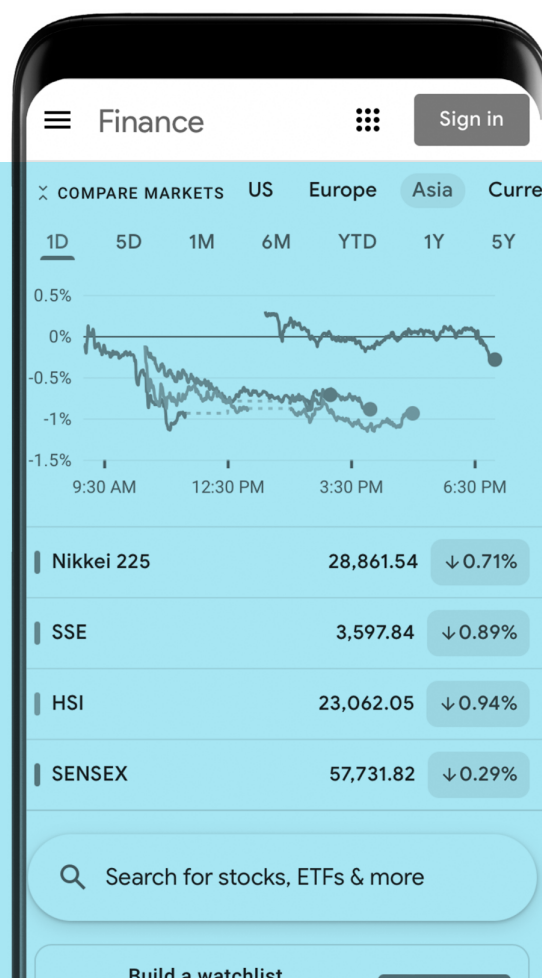 Finance Sign in
COMPARE MARKETS US Europe Asia Curre
1D 5D 1M 6M YTD 1Y 5Y
0.5%
0%
-0.5%
-1%
-1.5%
9:30 AM 12:30 PM 3:30 PM 6:30 PM
Nikkei 225 28,861.54 ↓0.71%
SSE 3,597.84 ↓0.89%
HSI 23,062.05 ↓0.94%
SENSEX 57,731.82 ↓0.29%
Search for stocks, ETFs & more
Build a watchlist